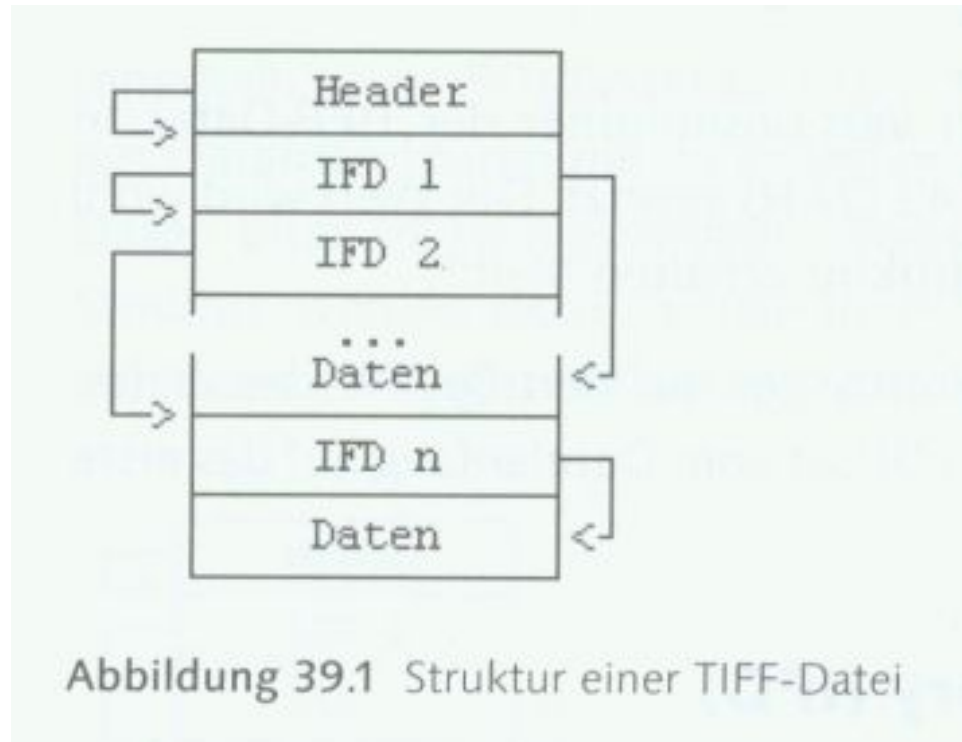 Header
IFD 1
IFD 2
...
Daten
IFD n
Daten
Abbildung 39.1 Struktur einer TIFF-Datei